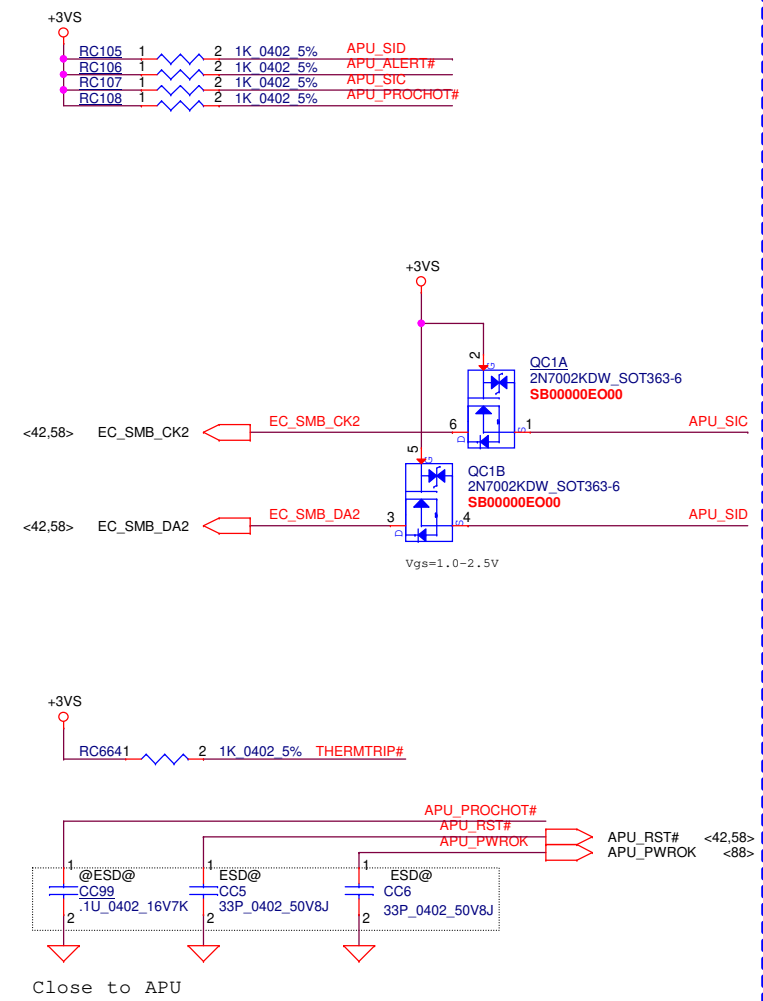 +3VS
RC105 1 2 1K_0402_5% APU_SID
RC106 1 2 1K_0402_5% APU_ALERT#
RC107 1 2 1K_0402_5% APU_SIC
RC108 1 2 1K_0402_5% APU_PROCHOT#
+3VS
2
G
QC1A
2N7002KDW_SOT363-6
SB00000EO00
<42,58> EC_SMB_CK2 EC_SMB_CK2 6 D S 1 APU_SIC
5
G
QC1B
2N7002KDW_SOT363-6
SB00000EO00
<42,58> EC_SMB_DA2 EC_SMB_DA2 3 D S 4 APU_SID
Vgs=1.0-2.5V
+3VS
RC664 1 2 1K_0402_5% THERMTRIP#
APU_PROCHOT#
APU_RST# APU_RST# <42,58>
APU_PWROK APU_PWROK <88>
1 1 1
@ESD@ ESD@ ESD@
CC99 CC5 CC6
.1U_0402_16V7K 33P_0402_50V8J 33P_0402_50V8J
2 2 2
Close to APU